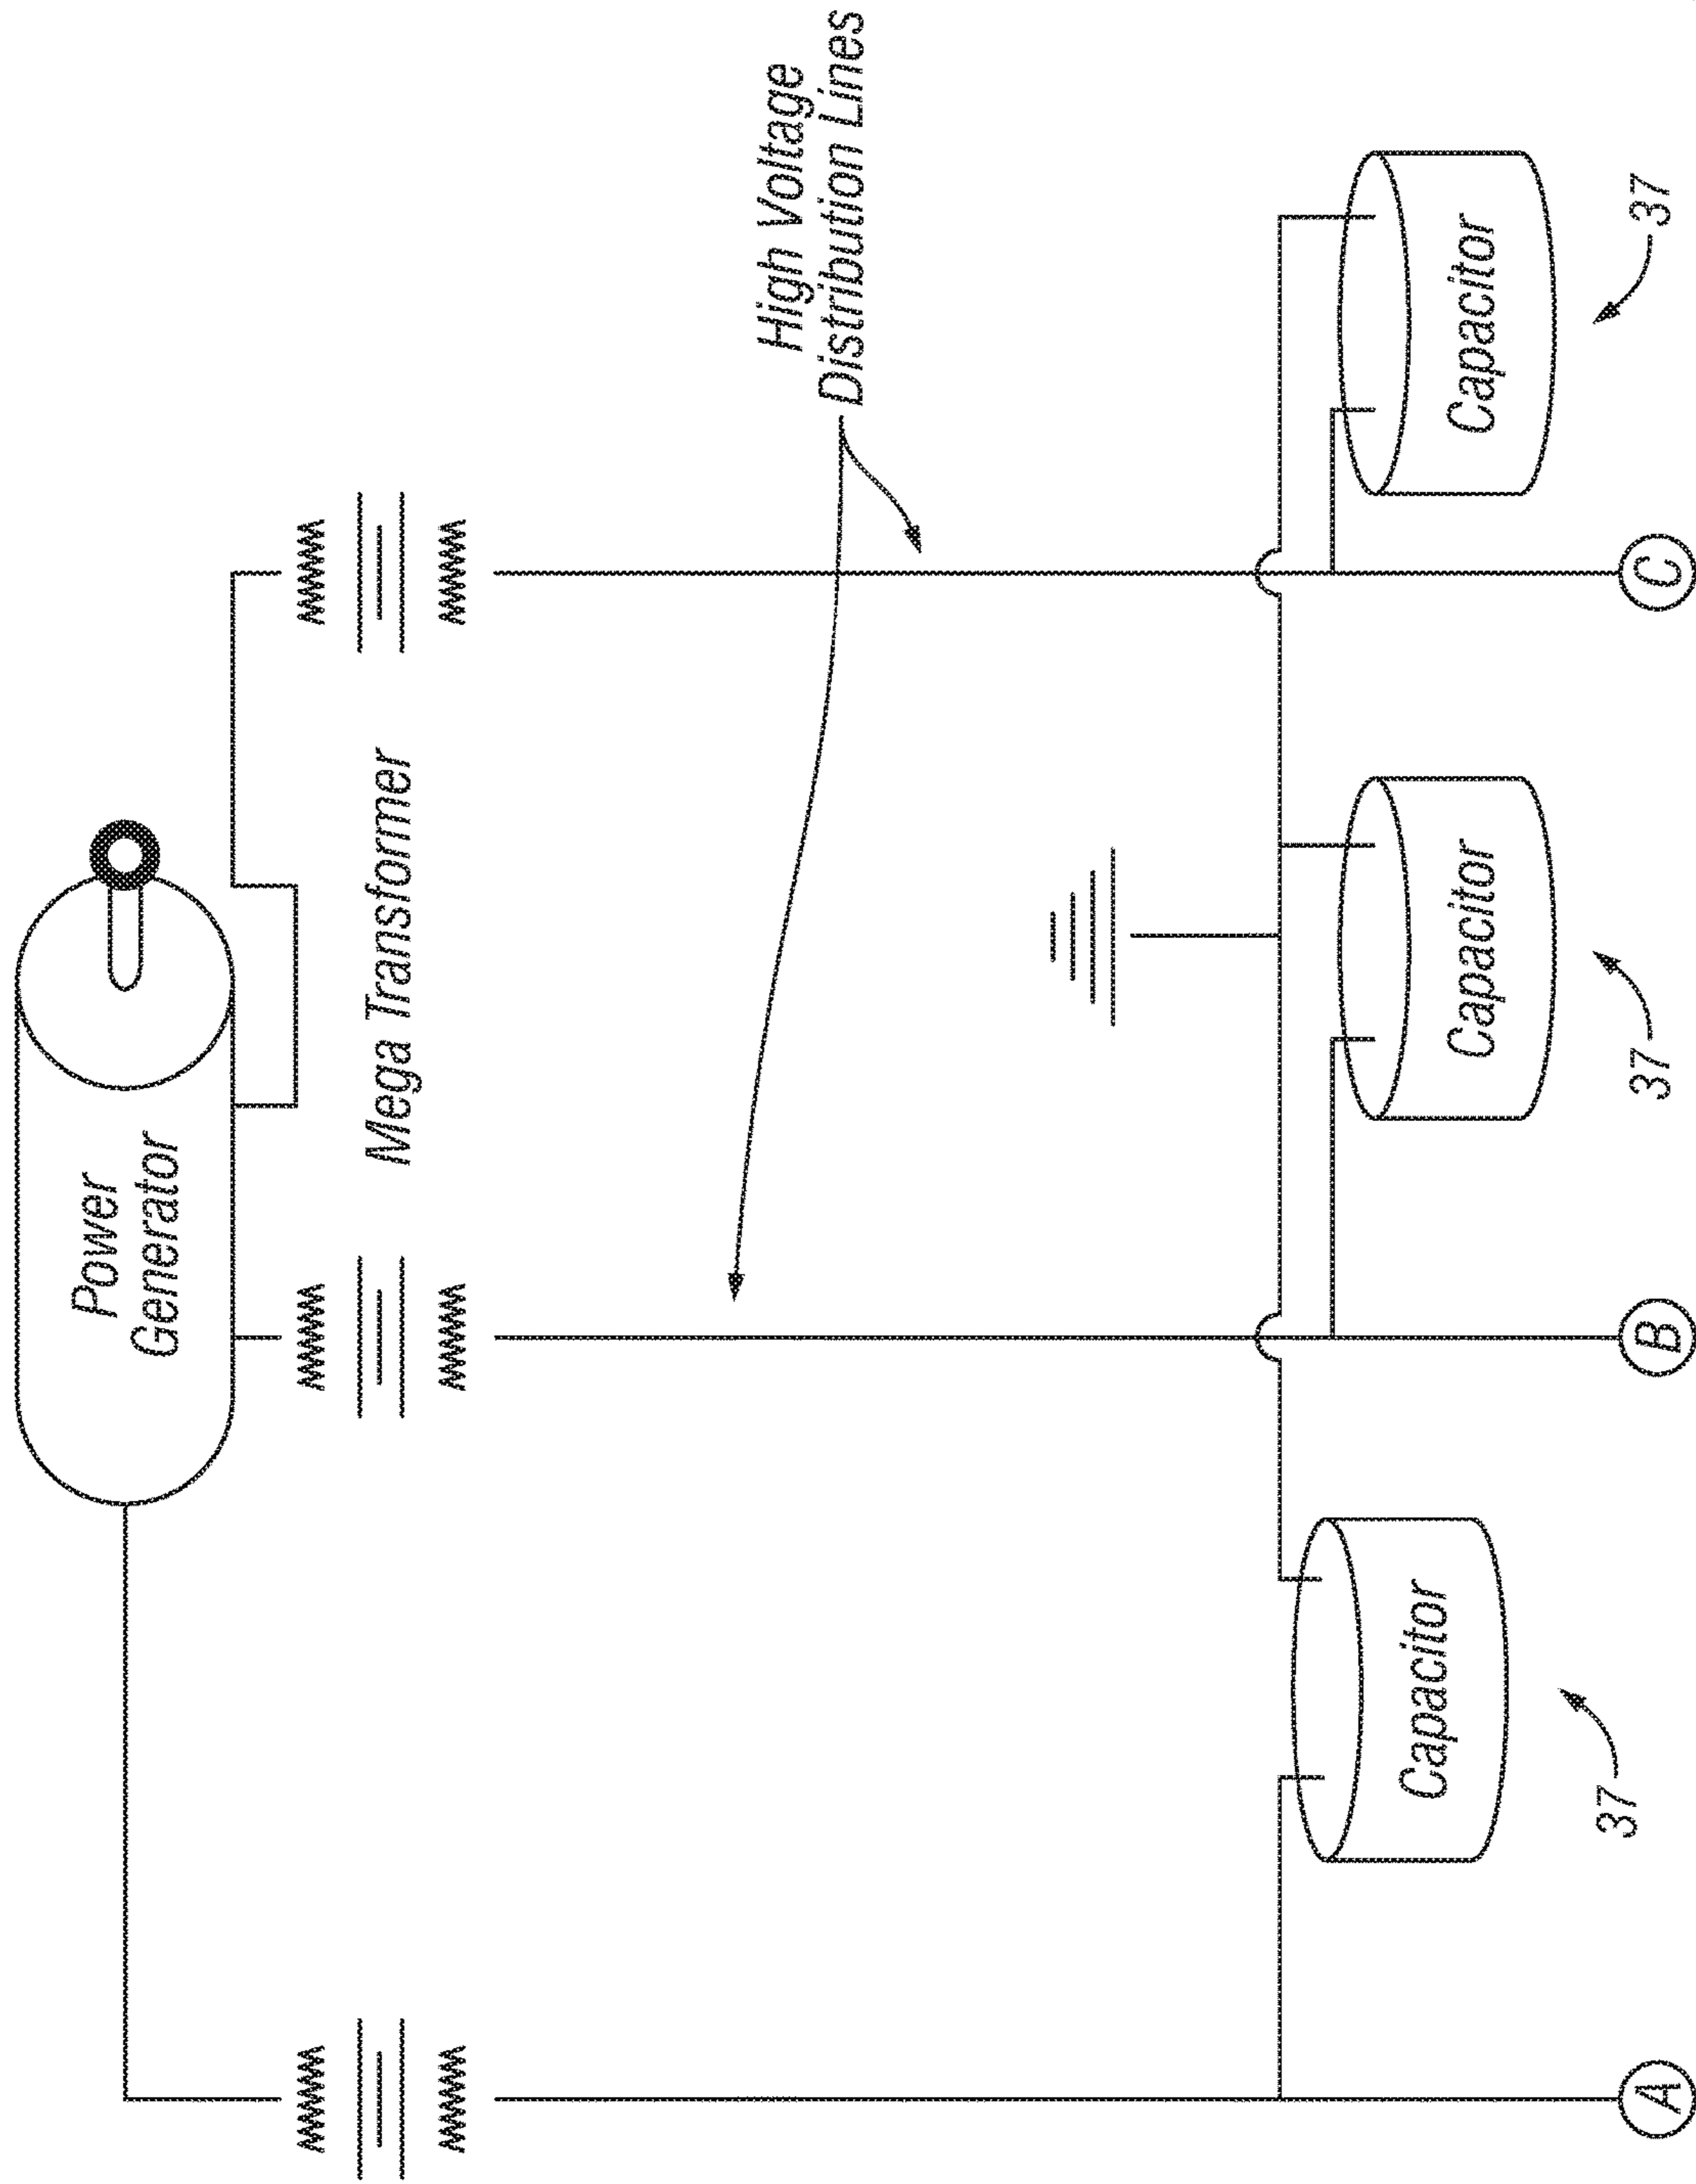 Power
Generator
Mega Transformer
High Voltage
Distribution Lines
Capacitor
37
Capacitor
37
Capacitor
37
A
B
C